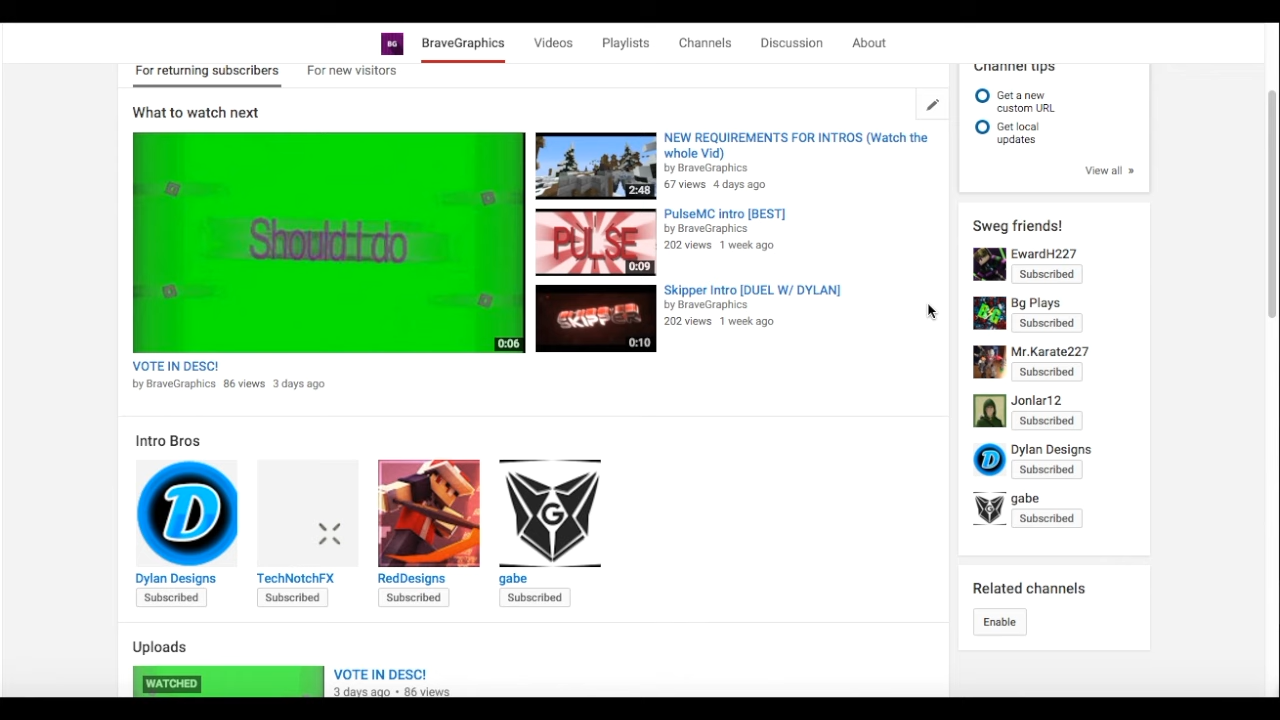 BG
BraveGraphics
Videos
Playlists
Channels
Discussion
About
For returning subscribers
For new visitors
What to watch next
Should I do
0:06
VOTE IN DESC!
by BraveGraphics 86 views 3 days ago
2:48
NEW REQUIREMENTS FOR INTROS (Watch the
whole Vid)
by BraveGraphics
67 views 4 days ago
PULSE
0:09
PulseMC intro [BEST]
by BraveGraphics
202 views 1 week ago
SKIPPER
0:10
Skipper Intro [DUEL W/ DYLAN]
by BraveGraphics
202 views 1 week ago
Intro Bros
D
G
Dylan Designs
Subscribed
TechNotchFX
Subscribed
RedDesigns
Subscribed
gabe
Subscribed
Uploads
WATCHED
VOTE IN DESC!
3 days ago • 86 views
Channel tips
Get a new
custom URL
Get local
updates
View all »
Sweg friends!
EwardH227
Subscribed
BG
Bg Plays
Subscribed
Mr.Karate227
Subscribed
Jonlar12
Subscribed
D
Dylan Designs
Subscribed
G
gabe
Subscribed
Related channels
Enable